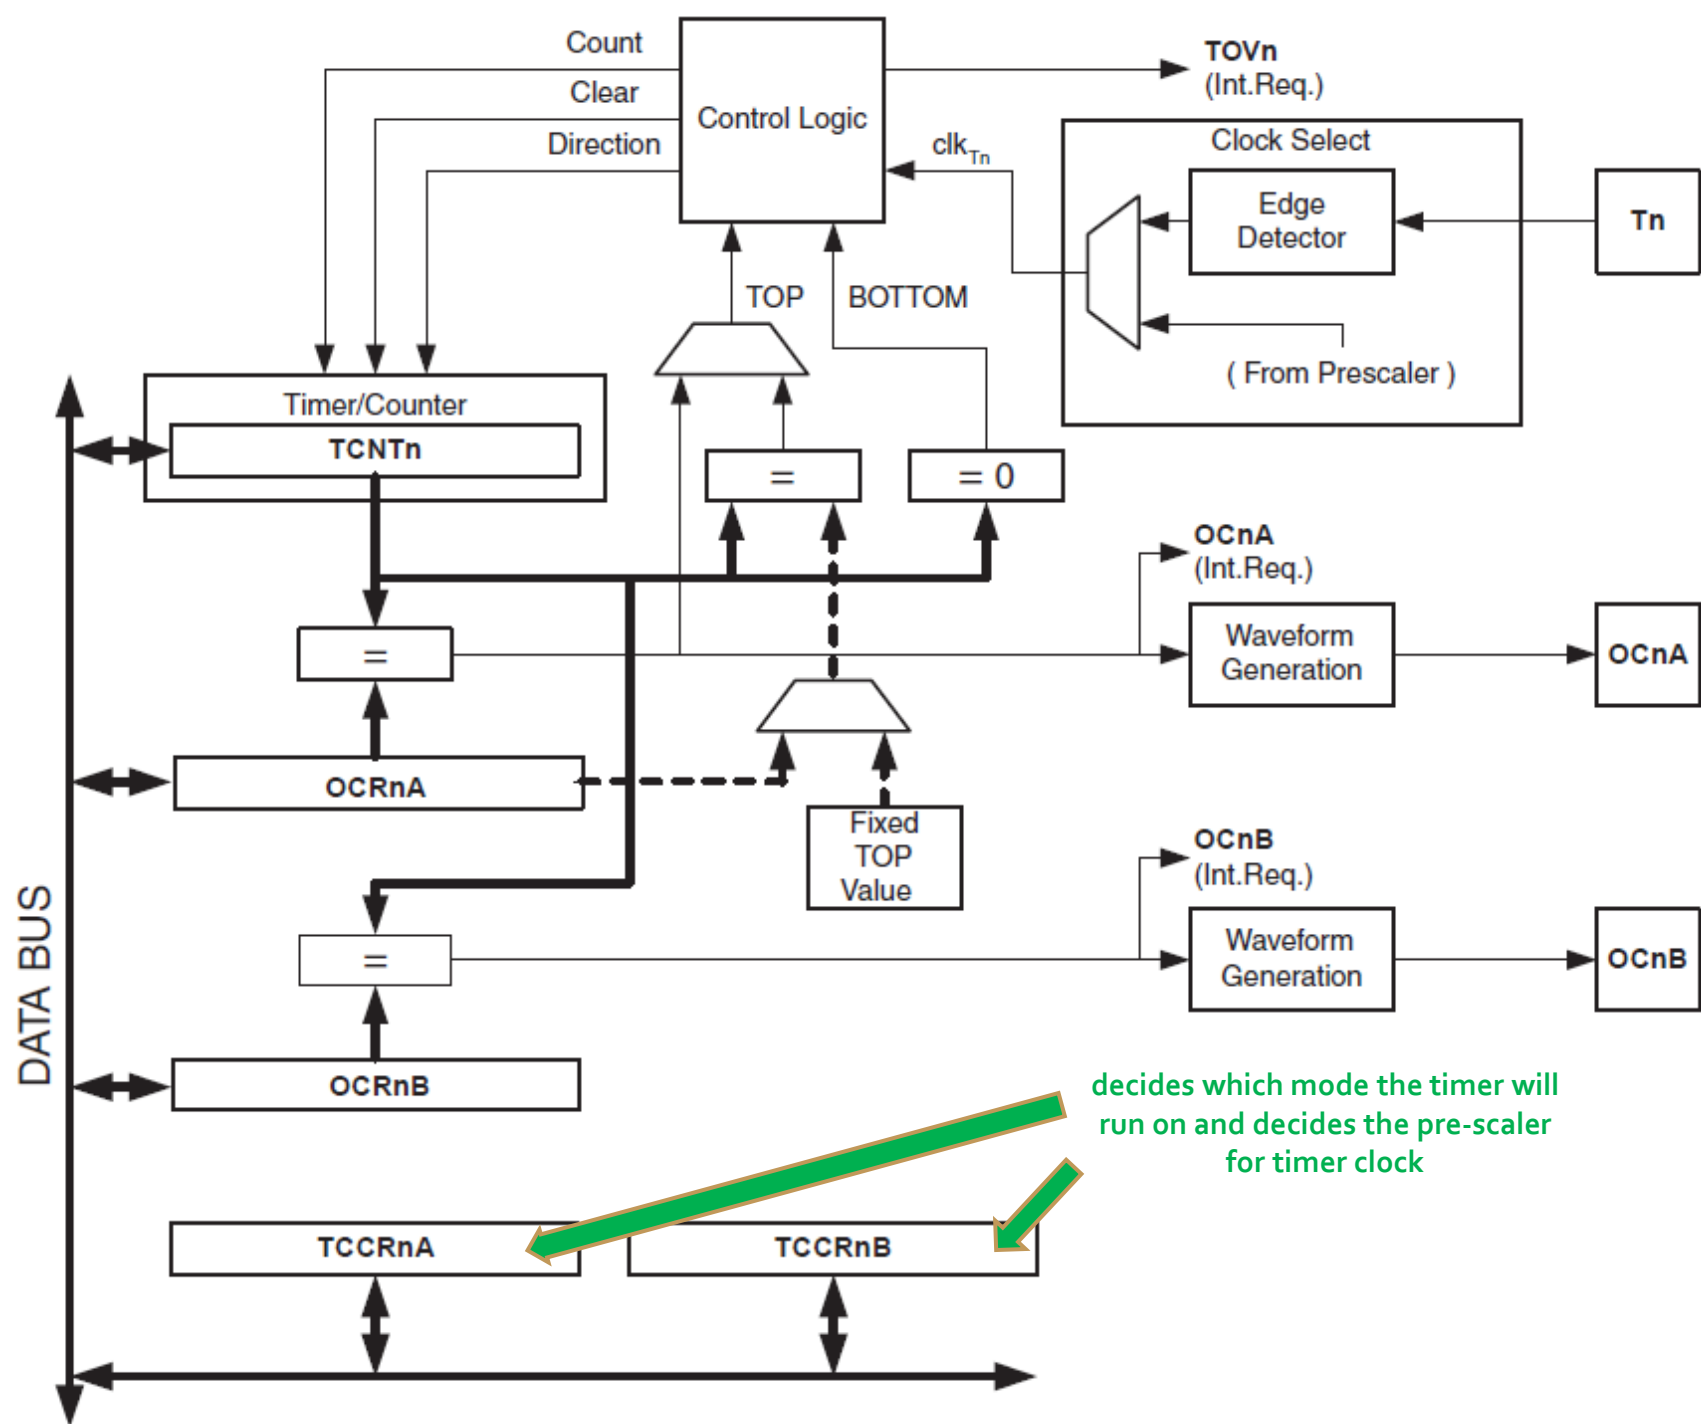 Count
Clear
Direction
Control Logic
TOVn
(Int.Req.)
clkTn
Clock Select
Edge
Detector
Tn
TOP
BOTTOM
( From Prescaler )
Timer/Counter
TCNTn
=
= 0
OCnA
(Int.Req.)
=
Waveform
Generation
OCnA
OCRnA
Fixed
TOP
Value
OCnB
(Int.Req.)
=
Waveform
Generation
OCnB
DATA BUS
OCRnB
decides which mode the timer will
run on and decides the pre-scaler
for timer clock
TCCRnA
TCCRnB